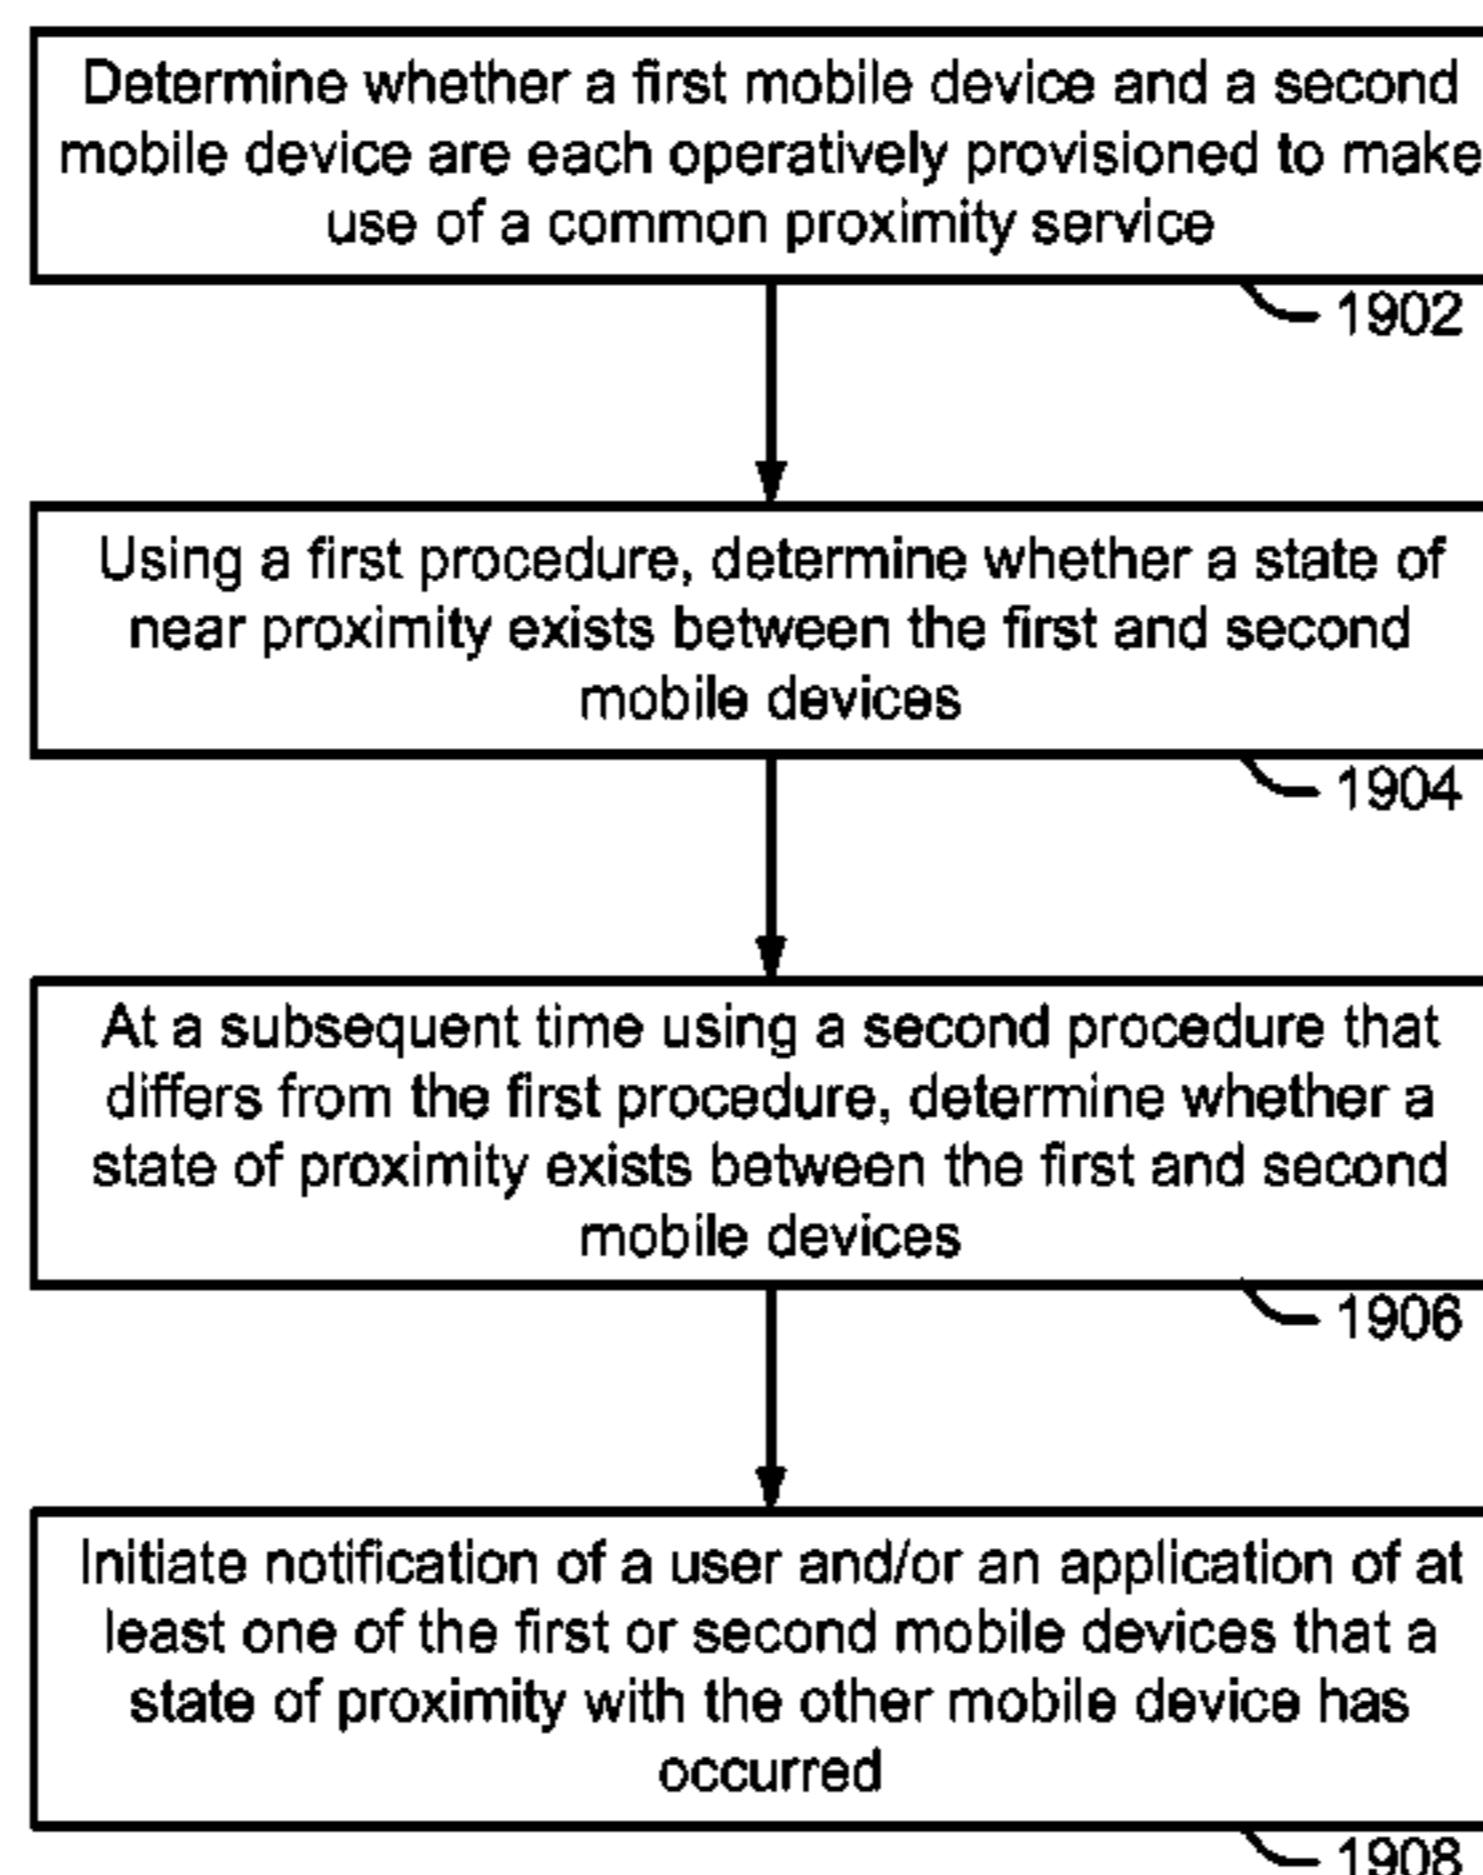 Determine whether a first mobile device and a second
mobile device are each operatively provisioned to make
use of a common proximity service
1902
Using a first procedure, determine whether a state of
near proximity exists between the first and second
mobile devices
1904
At a subsequent time using a second procedure that
differs from the first procedure, determine whether a
state of proximity exists between the first and second
mobile devices
1906
Initiate notification of a user and/or an application of at
least one of the first or second mobile devices that a
state of proximity with the other mobile device has
occurred
1908